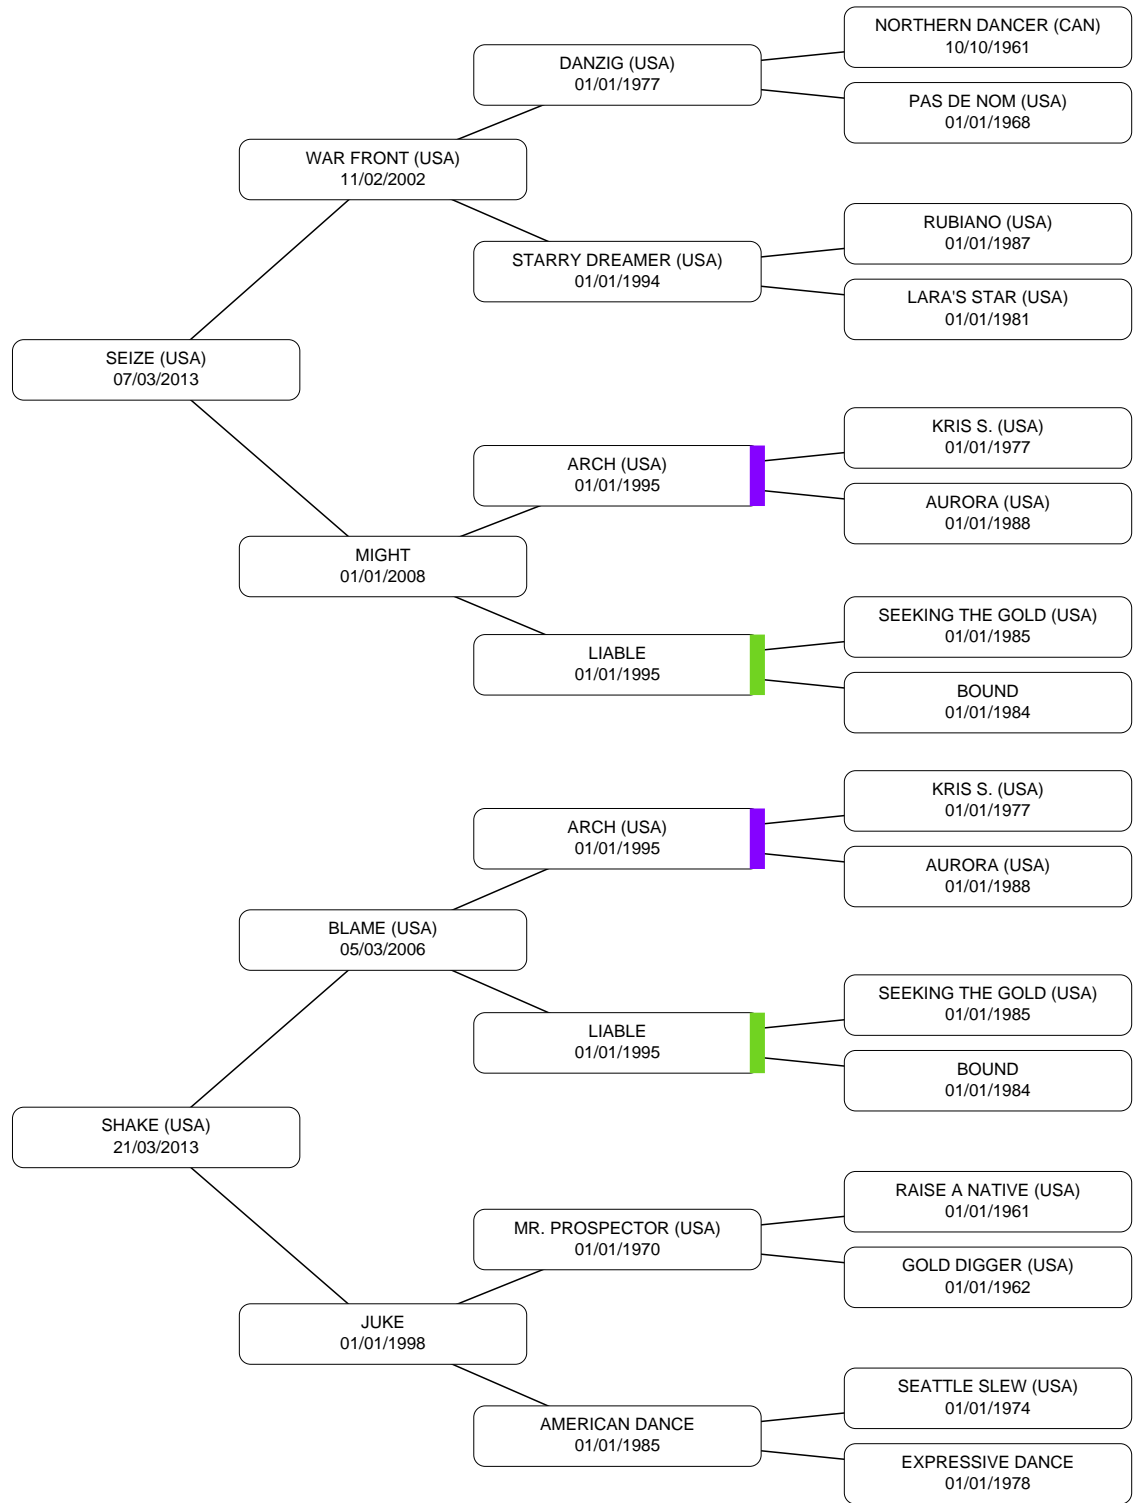 NORTHERN DANCER (CAN)
10/10/1961
DANZIG (USA)
01/01/1977
PAS DE NOM (USA)
01/01/1968
WAR FRONT (USA)
11/02/2002
RUBIANO (USA)
01/01/1987
STARRY DREAMER (USA)
01/01/1994
LARA'S STAR (USA)
01/01/1981
SEIZE (USA)
07/03/2013
KRIS S. (USA)
01/01/1977
ARCH (USA)
01/01/1995
AURORA (USA)
01/01/1988
MIGHT
01/01/2008
SEEKING THE GOLD (USA)
01/01/1985
LIABLE
01/01/1995
BOUND
01/01/1984
KRIS S. (USA)
01/01/1977
ARCH (USA)
01/01/1995
AURORA (USA)
01/01/1988
BLAME (USA)
05/03/2006
SEEKING THE GOLD (USA)
01/01/1985
LIABLE
01/01/1995
BOUND
01/01/1984
SHAKE (USA)
21/03/2013
RAISE A NATIVE (USA)
01/01/1961
MR. PROSPECTOR (USA)
01/01/1970
GOLD DIGGER (USA)
01/01/1962
JUKE
01/01/1998
SEATTLE SLEW (USA)
01/01/1974
AMERICAN DANCE
01/01/1985
EXPRESSIVE DANCE
01/01/1978